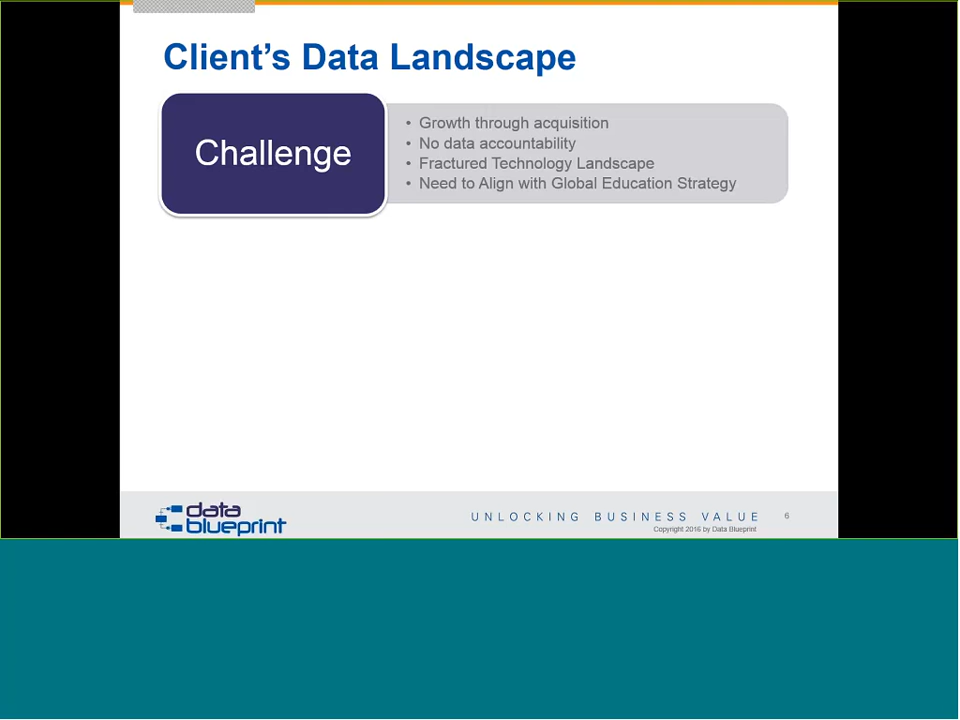 Client’s Data Landscape
Challenge
• Growth through acquisition
• No data accountability
• Fractured Technology Landscape
• Need to Align with Global Education Strategy
data
blueprint
UNLOCKING BUSINESS VALUE
6
Copyright 2016 by Data Blueprint